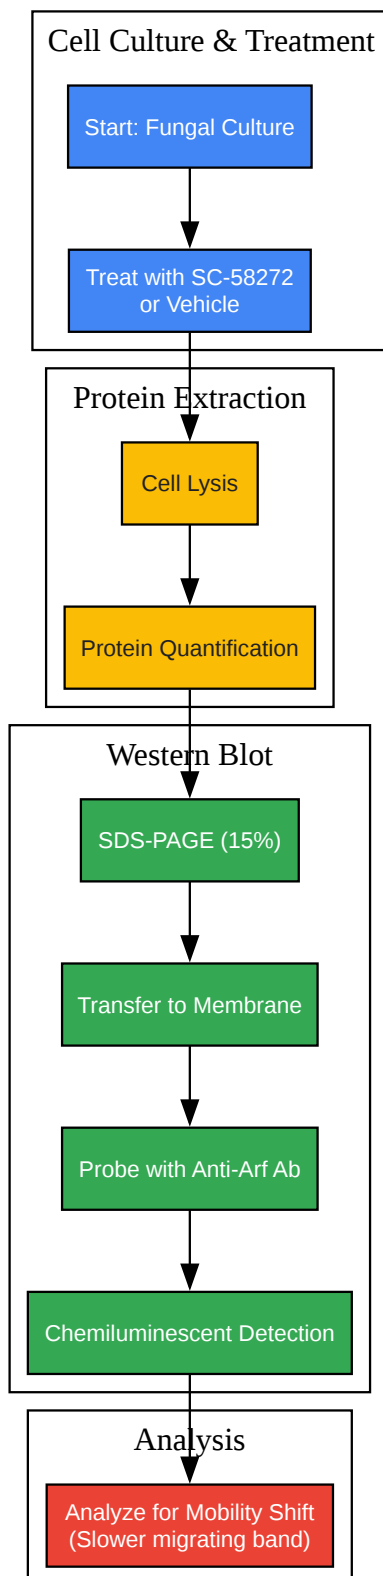 Cell Culture & Treatment
Start: Fungal Culture
Treat with SC-58272
or Vehicle
Protein Extraction
Cell Lysis
Protein Quantification
Western Blot
SDS-PAGE (15%)
Transfer to Membrane
Probe with Anti-Arf Ab
Chemiluminescent Detection
Analysis
Analyze for Mobility Shift
(Slower migrating band)